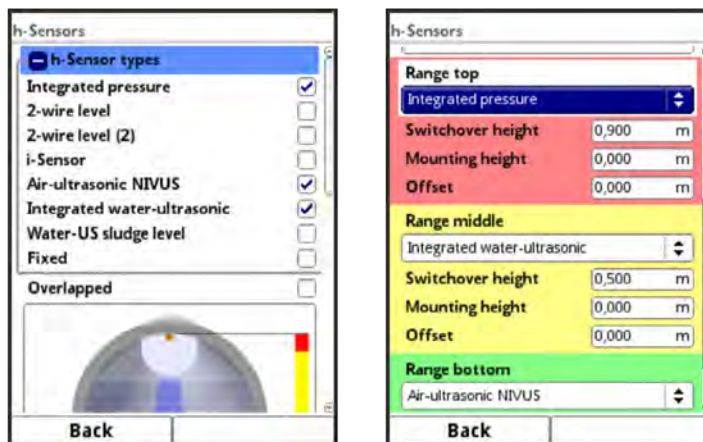 h-Sensors
h-Sensor types
Integrated pressure
2-wire level
2-wire level (2)
i-Sensor
Air-ultrasonic NIVUS
Integrated water-ultrasonic
Water-US sludge level
Fixed
Overlapped
Back
h-Sensors
Range top
Integrated pressure
Switchover height 0,900 m
Mounting height 0,000 m
Offset 0,000 m
Range middle
Integrated water-ultrasonic
Switchover height 0,500 m
Mounting height 0,000 m
Offset 0,000 m
Range bottom
Air-ultrasonic NIVUS
Back